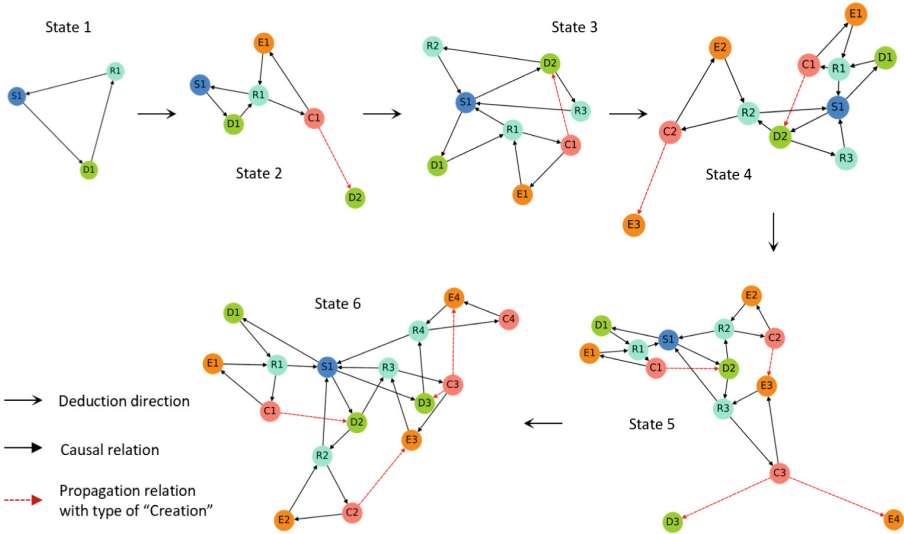 State 1
S1
R1
D1
State 2
E1
S1
R1
D1
C1
D2
State 3
R2
D2
S1
R3
R1
C1
D1
E1
State 4
E1
E2
C1
R1
D1
R2
S1
C2
D2
R3
E3
State 5
E2
D1
S1
R2
C2
E1
R1
C1
D2
E3
R3
C3
D3
E4
State 6
E4
D1
C4
R4
E1
R1
S1
R3
C3
D3
C1
D2
E3
R2
E2
C2
Deduction direction
Causal relation
Propagation relation
with type of “Creation”